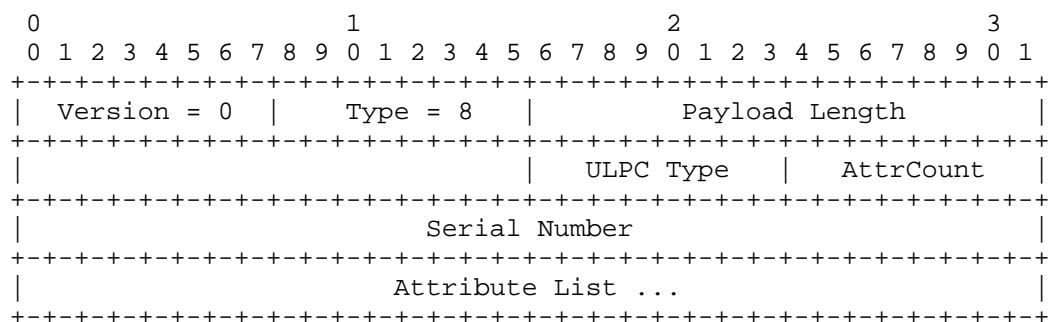 0                   1                   2                   3
 0 1 2 3 4 5 6 7 8 9 0 1 2 3 4 5 6 7 8 9 0 1 2 3 4 5 6 7 8 9 0 1
+-+-+-+-+-+-+-+-+-+-+-+-+-+-+-+-+-+-+-+-+-+-+-+-+-+-+-+-+-+-+-+-+
|  Version = 0  |    Type = 8   |         Payload Length        |
+-+-+-+-+-+-+-+-+-+-+-+-+-+-+-+-+-+-+-+-+-+-+-+-+-+-+-+-+-+-+-+-+
|                               |   ULPC Type   |   AttrCount   |
+-+-+-+-+-+-+-+-+-+-+-+-+-+-+-+-+-+-+-+-+-+-+-+-+-+-+-+-+-+-+-+-+
|                         Serial Number                         |
+-+-+-+-+-+-+-+-+-+-+-+-+-+-+-+-+-+-+-+-+-+-+-+-+-+-+-+-+-+-+-+-+
|                       Attribute List ...                      |
+-+-+-+-+-+-+-+-+-+-+-+-+-+-+-+-+-+-+-+-+-+-+-+-+-+-+-+-+-+-+-+-+